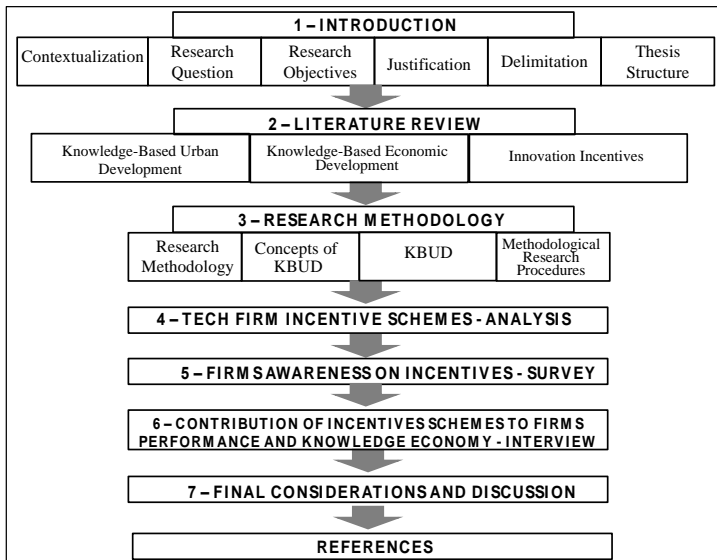 1 – INTRODUCTION
Contextualization
Research
Question
Research
Objectives
Justification
Delimitation
Thesis
Structure
2 – LITERATURE REVIEW
Knowledge-Based Urban
Development
Knowledge-Based Economic
Development
Innovation Incentives
3 – RESEARCH METHODOLOGY
Research
Methodology
Concepts of
KBUD
KBUD
Methodological
Research
Procedures
4 – TECH FIRM INCENTIVE SCHEMES - ANALYSIS
5 – FIRMS AWARENESS ON INCENTIVES - SURVEY
6 – CONTRIBUTION OF INCENTIVES SCHEMES TO FIRMS
PERFORMANCE AND KNOWLEDGE ECONOMY - INTERVIEW
7 – FINAL CONSIDERATIONS AND DISCUSSION
REFERENCES